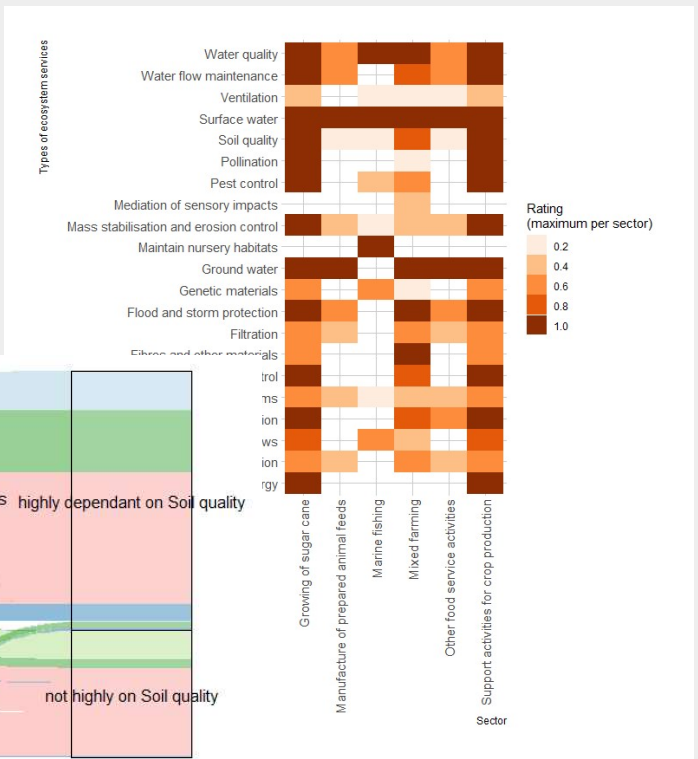 Types of ecosystem services
Water quality
Water flow maintenance
Ventilation
Surface water
Soil quality
Pollination
Pest control
Mediation of sensory impacts
Mass stabilisation and erosion control
Maintain nursery habitats
Ground water
Genetic materials
Flood and storm protection
Filtration
Fibres and other materials
trol
ms
ion
ws
ion
rgy
Growing of sugar cane
Manufacture of prepared animal feeds
Marine fishing
Mixed farming
Other food service activities
Support activities for crop production
Sector
Rating
(maximum per sector)
0.2
0.4
0.6
0.8
1.0
s highly dependant on Soil quality
not highly on Soil quality